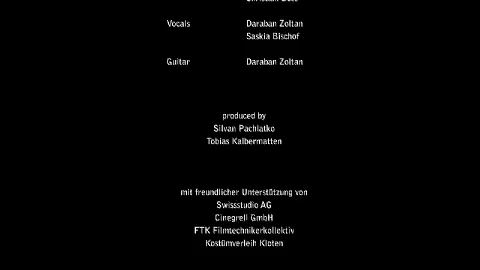 Vocals Daraban Zoltan
Saskia Bischof
Guitar Daraban Zoltan
produced by
Silvan Pachlatko
Tobias Kalbermatten
mit freundlicher Unterstützung von
Swissstudio AG
Cinegrell GmbH
FTK Filmtechnikerkollektiv
Kostümverleih Kloten